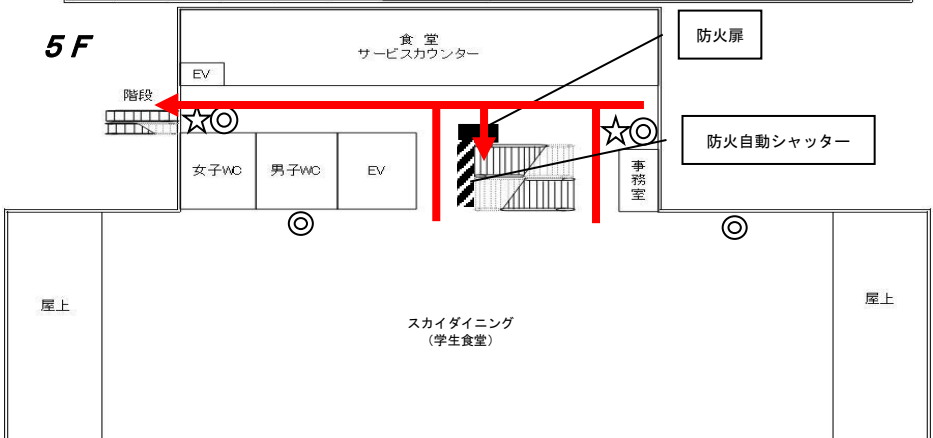 5F
食 堂
サービスカウンター
防火扉
EV
階段
防火自動シャッター
女子WC
男子WC
EV
事務室
屋上
屋上
スカイダイニング
（学生食堂）